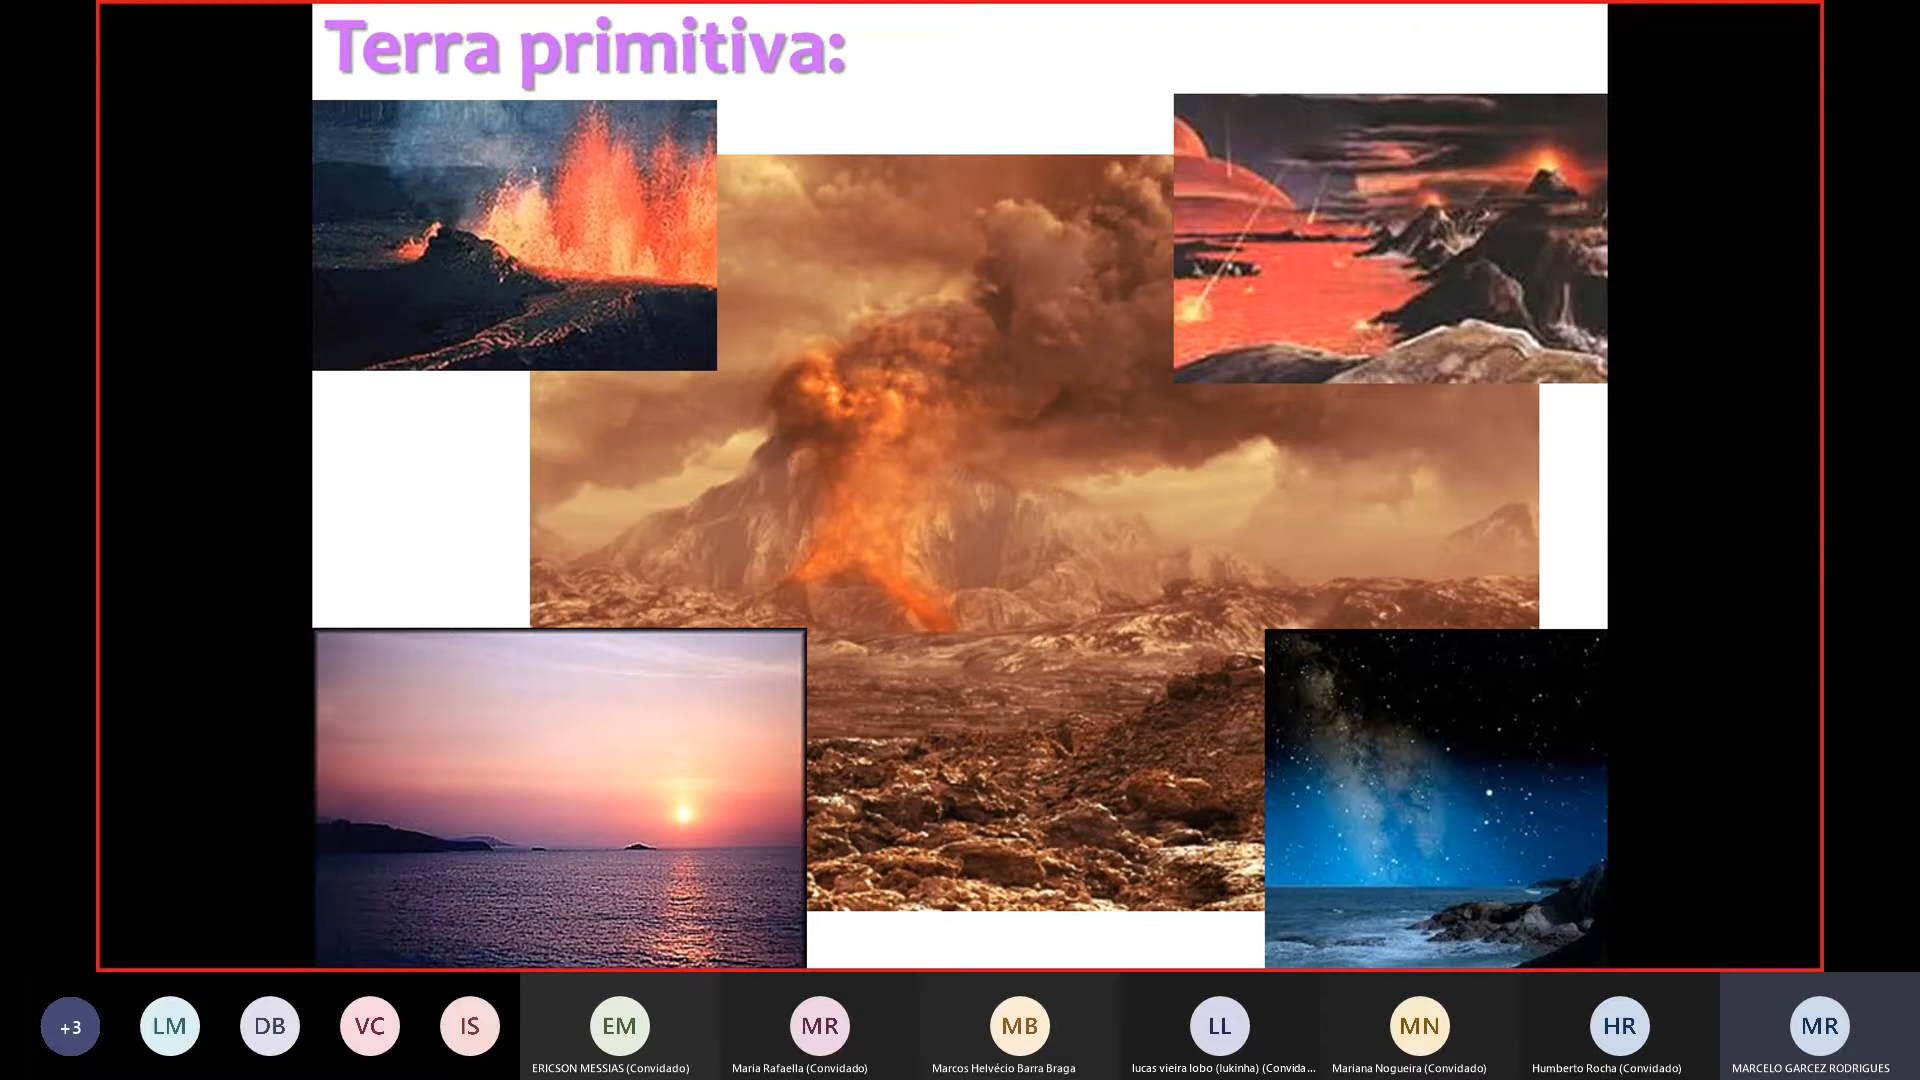 Terra primitiva:
+3
LM
DB
VC
IS
EM
MR
MB
LL
MN
HR
MR
ERICSON MESSIAS (Convidado)
Maria Rafaella (Convidado)
Marcos Helvécio Barra Braga
lucas vieira lobo (lukinha) (Convida...
Mariana Nogueira (Convidado)
Humberto Rocha (Convidado)
MARCELO GARCEZ RODRIGUES